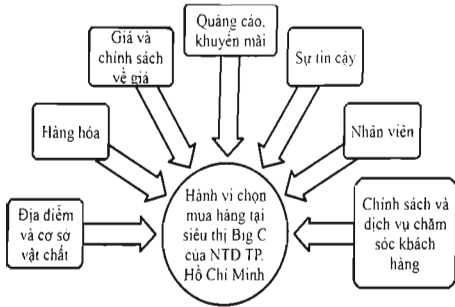 Quảng cáo,
khuyến mãi
Giá và
chính sách
về giá
Sự tin cậy
Hàng hóa
Nhân viên
Địa điểm
và cơ sở
vật chất
Hành vi chọn
mua hàng tại
siêu thị Big C
của NTD TP.
Hồ Chí Minh
Chính sách và
dịch vụ chăm
sóc khách
hàng